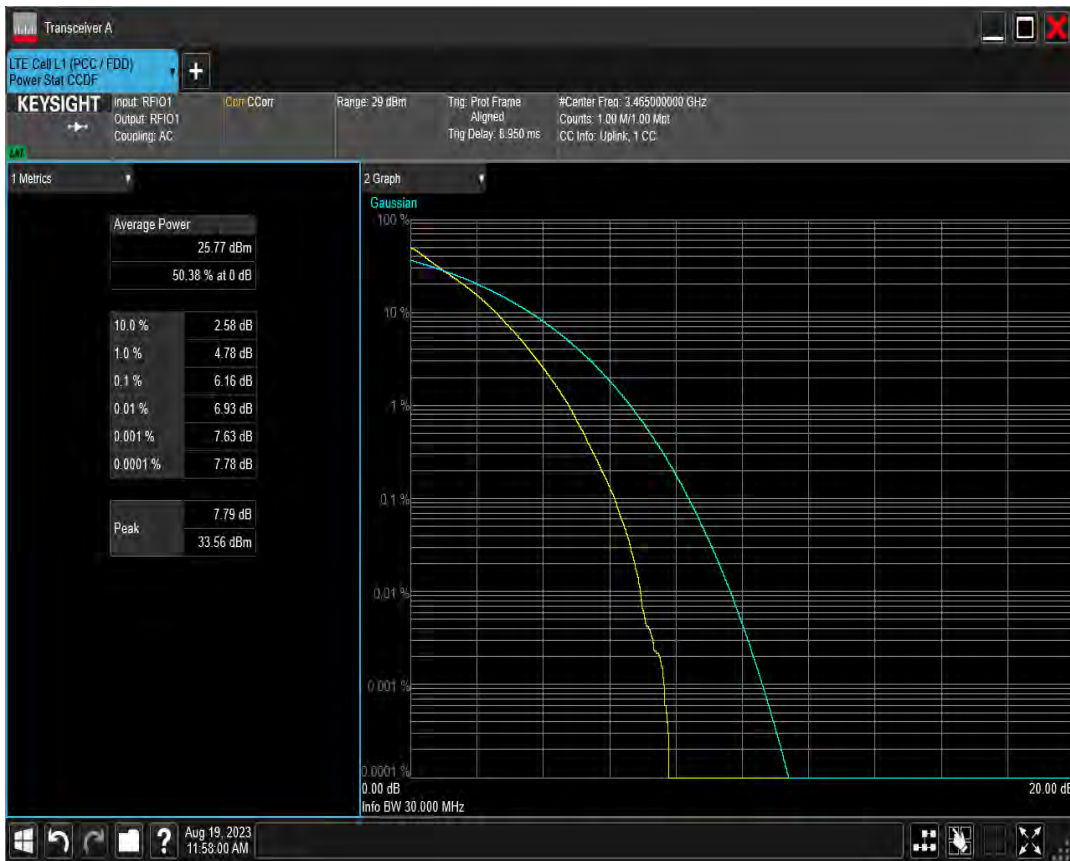 Transceiver A
LTE Cell L1 (PCC / FDD)
Power Stat CCDF
+
KEYSIGHT
Input: RFIO1
Output: RFIO1
Coupling: AC
Corr CCorr
Range: 29 dBm
Trig: Prot Frame
Aligned
Trig Delay: 8.950 ms
#Center Freq: 3.465000000 GHz
Counts: 1.00 M/1.00 Mpt
CC Info: Uplink, 1 CC
LXI
1 Metrics
Average Power
25.77 dBm
50.38 % at 0 dB
10.0 % 2.58 dB
1.0 % 4.78 dB
0.1 % 6.16 dB
0.01 % 6.93 dB
0.001 % 7.63 dB
0.0001 % 7.78 dB
Peak 7.79 dB
33.56 dBm
2 Graph
Gaussian
100 %
10 %
1 %
0.1 %
0.01 %
0.001 %
0.0001 %
0.00 dB 20.00 dB
Info BW 30.000 MHz
? Aug 19, 2023
11:58:00 AM